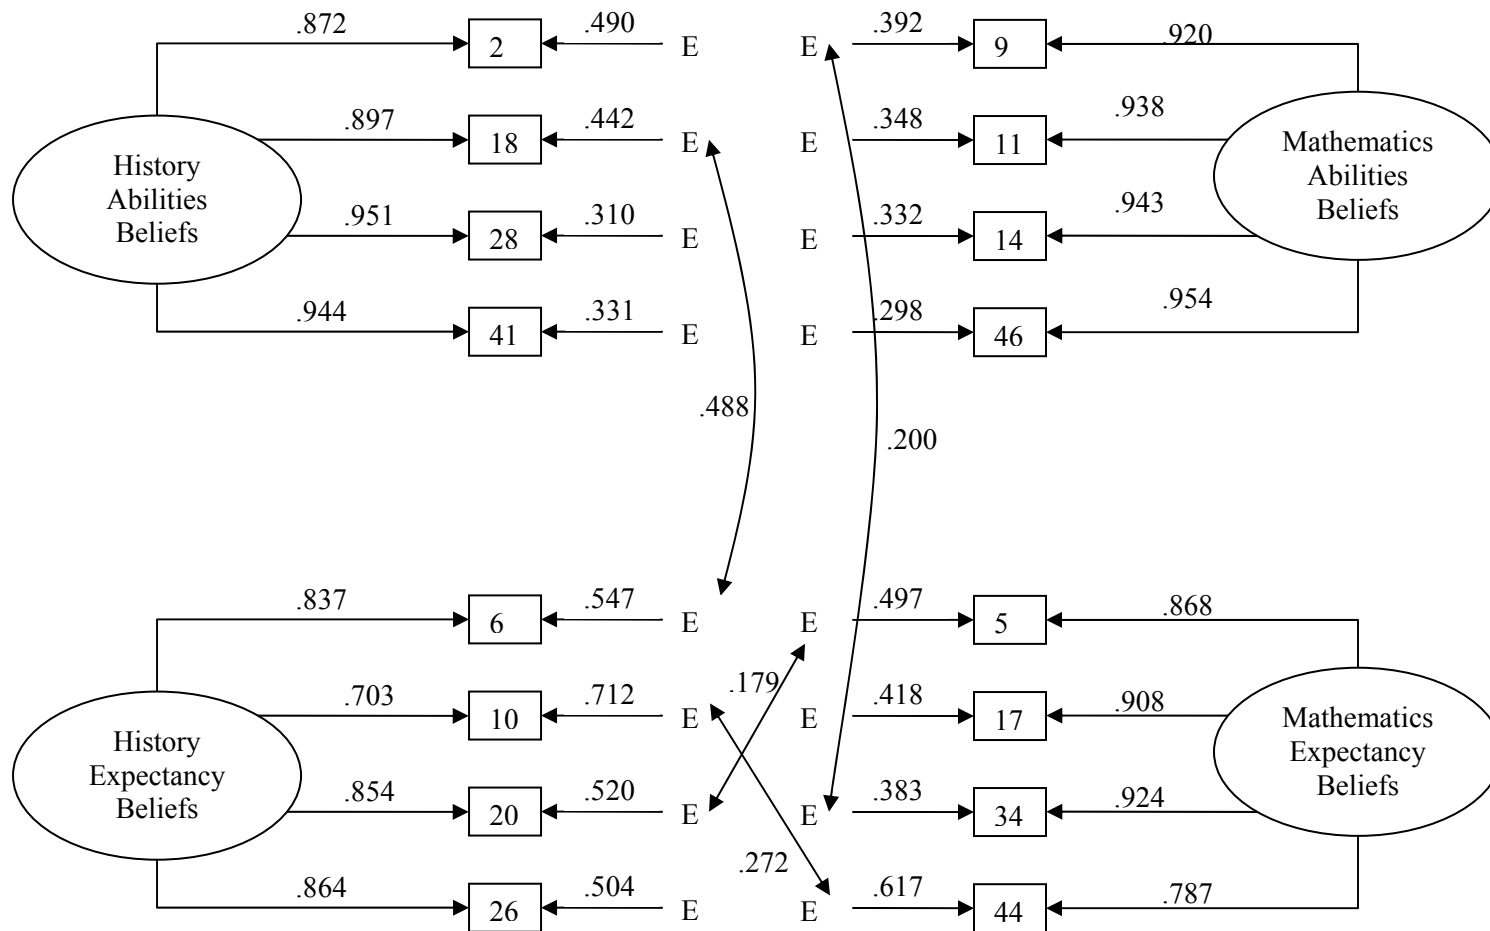 .872 2 .490 E E .392 9 .920
.897 18 .442 E E .348 11 .938
History
Abilities
Beliefs
Mathematics
Abilities
Beliefs
.951 28 .310 E E .332 14 .943
.944 41 .331 E E .298 46 .954
.488
.200
.837 6 .547 E E .497 5 .868
.179
.703 10 .712 E E .418 17 .908
History
Expectancy
Beliefs
Mathematics
Expectancy
Beliefs
.854 20 .520 E E .383 34 .924
.272
.864 26 .504 E E .617 44 .787